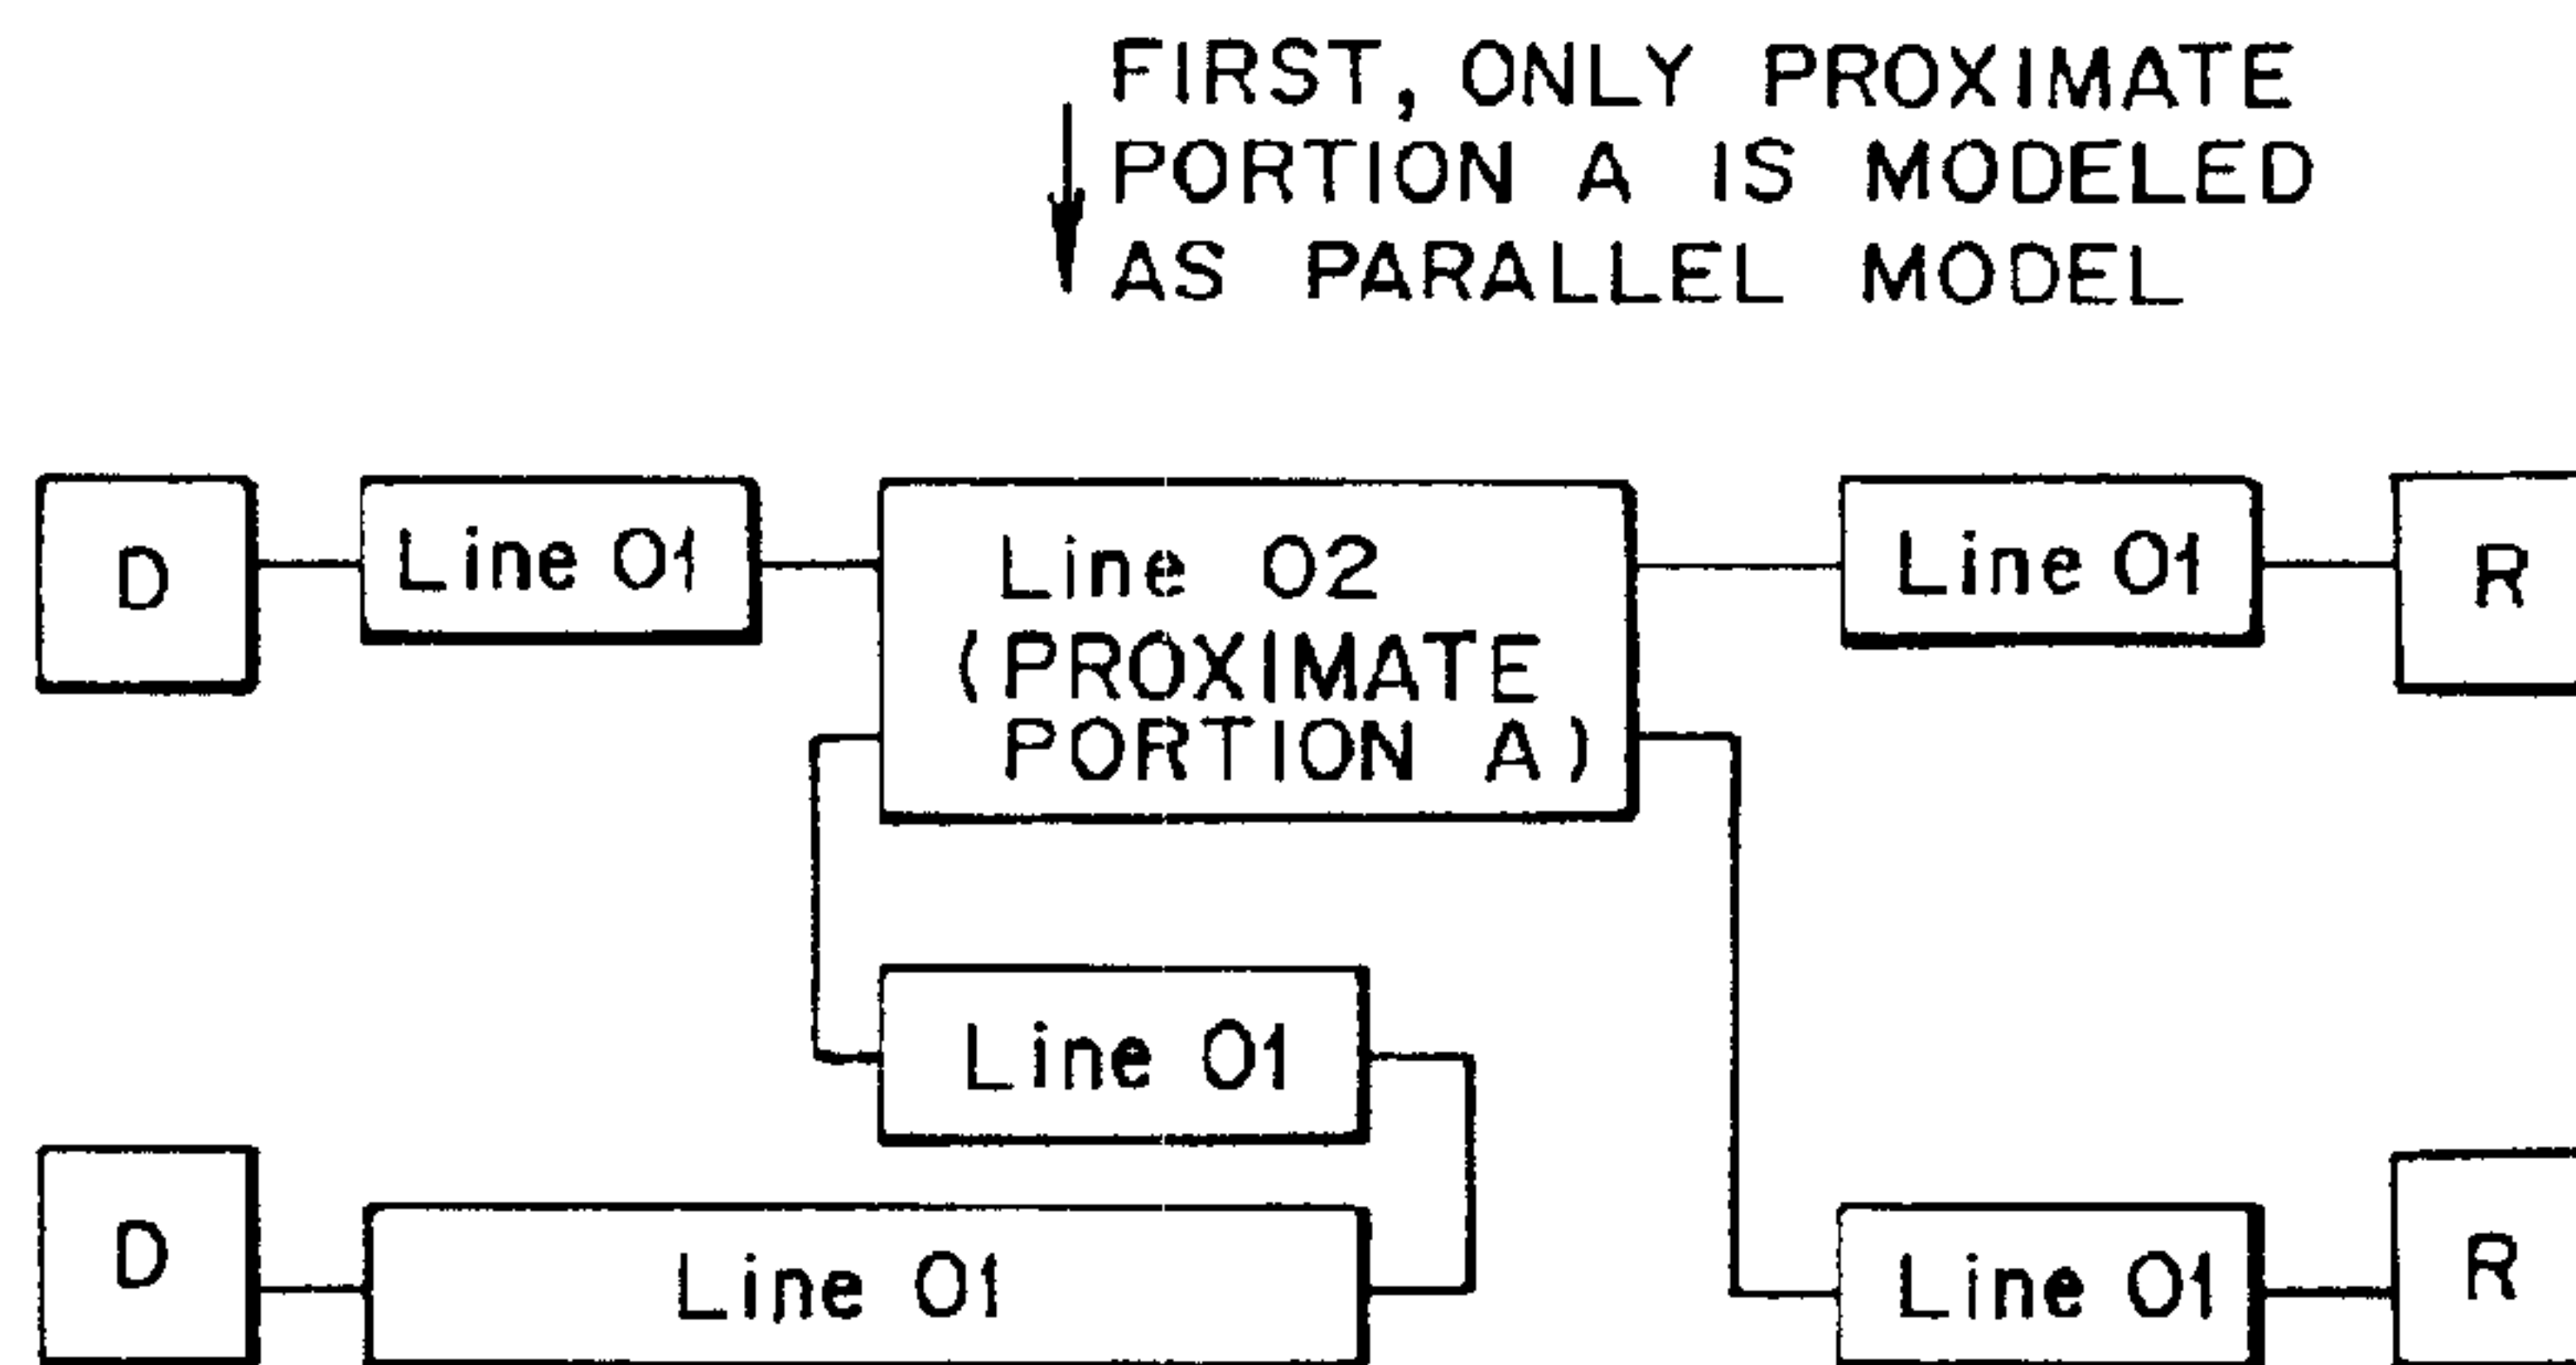 FIRST, ONLY PROXIMATE
PORTION A IS MODELED
AS PARALLEL MODEL
D
Line 01
Line 02
(PROXIMATE
PORTION A)
Line 01
R
Line 01
D
Line 01
Line 01
R